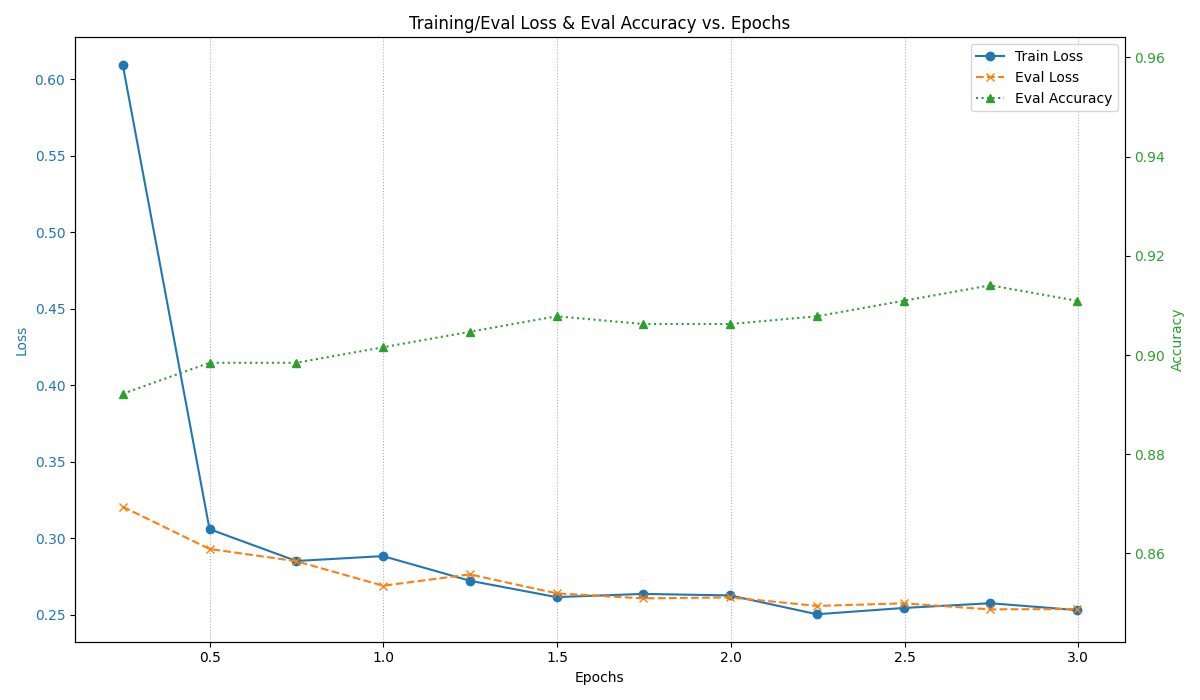 Training/Eval Loss & Eval Accuracy vs. Epochs
Train Loss
Eval Loss
Eval Accuracy
0.60
0.55
0.50
0.45
0.40
0.35
0.30
0.25
Loss
0.96
0.94
0.92
0.90
0.88
0.86
Accuracy
0.5
1.0
1.5
2.0
2.5
3.0
Epochs